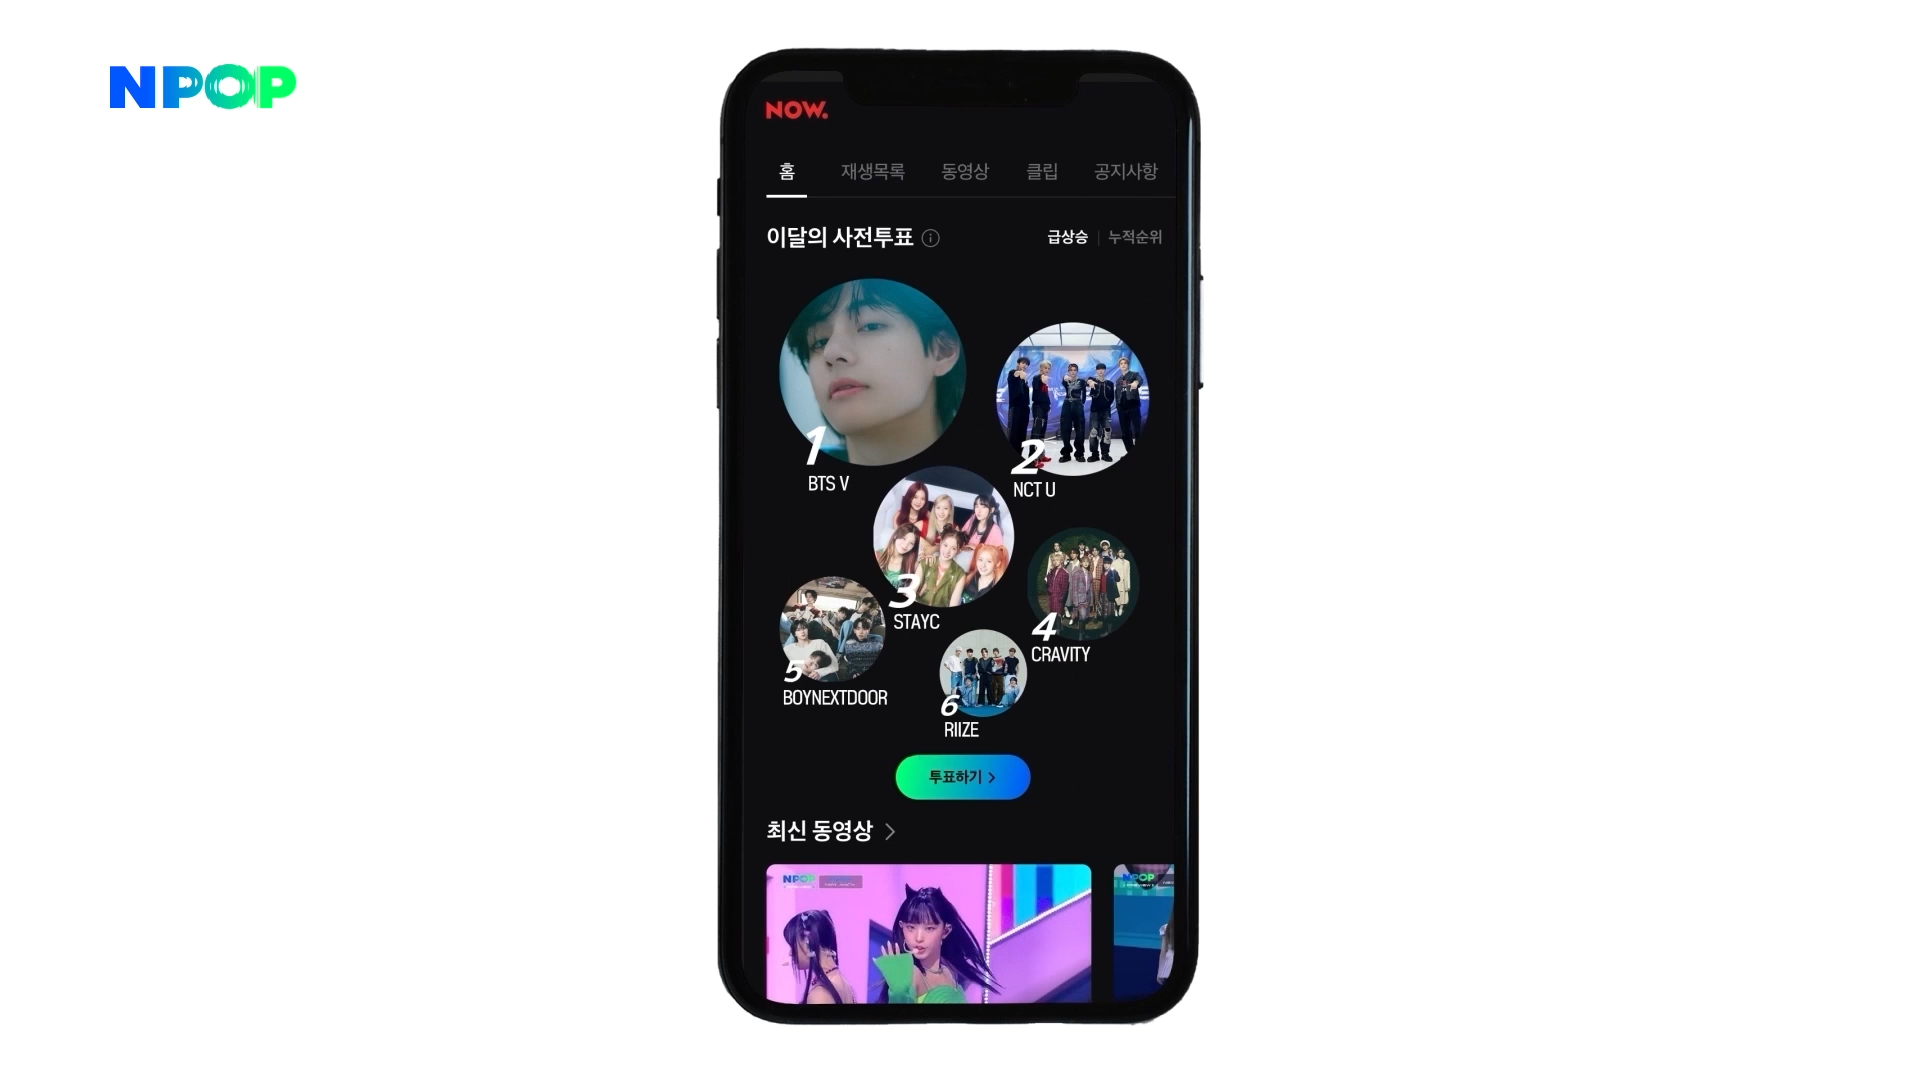 NPOP
NOW.
홈 재생목록 동영상 클립 공지사항
이달의 사전투표 급상승 | 누적순위
1
BTS V
2
NCT U
3
STAYC
4
CRAVITY
5
BOYNEXTDOOR
6
RIIZE
투표하기 >
최신 동영상 >
NPOP
NPOP